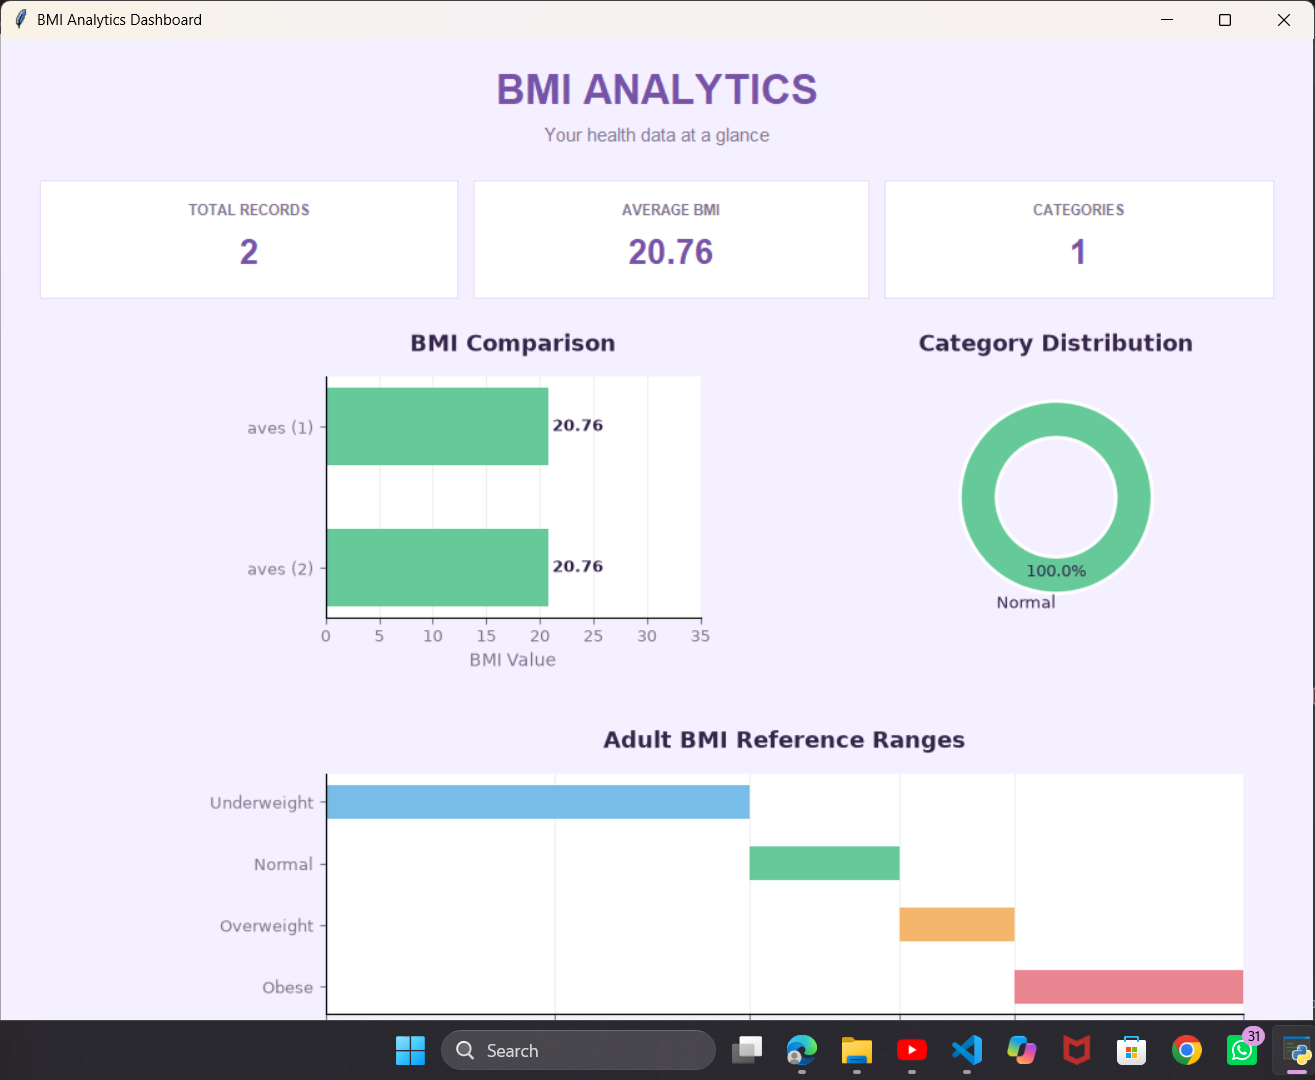 BMI Analytics Dashboard
BMI ANALYTICS
Your health data at a glance
TOTAL RECORDS
2
AVERAGE BMI
20.76
CATEGORIES
1
BMI Comparison
aves (1)
20.76
aves (2)
20.76
0 5 10 15 20 25 30 35
BMI Value
Category Distribution
100.0%
Normal
Adult BMI Reference Ranges
Underweight
Normal
Overweight
Obese
Search
31